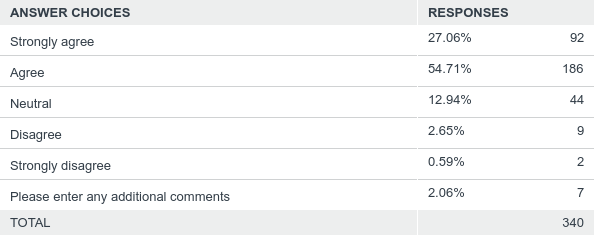 ANSWER CHOICES RESPONSES
Strongly agree 27.06% 92
Agree 54.71% 186
Neutral 12.94% 44
Disagree 2.65% 9
Strongly disagree 0.59% 2
Please enter any additional comments 2.06% 7
TOTAL 340